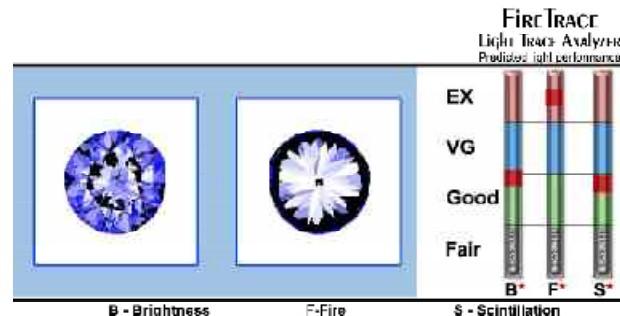 FireTrace
Light Trace Analyzer
Predicted light performance
EX
VG
Good
Fair
B* F* S*
B - Brightness F-Fire S - Scintillation